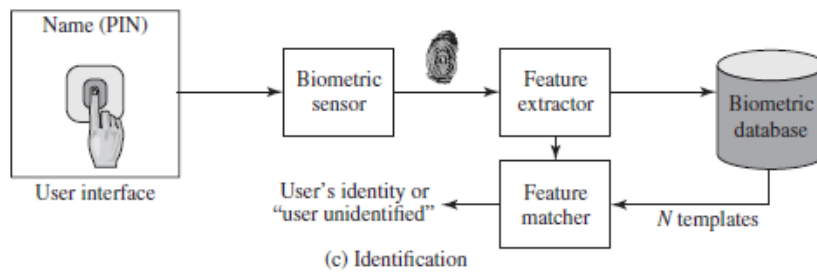 Name (PIN)
User interface
Biometric
sensor
Feature
extractor
Biometric
database
Feature
matcher
N templates
User's identity or
“user unidentified”
(c) Identification